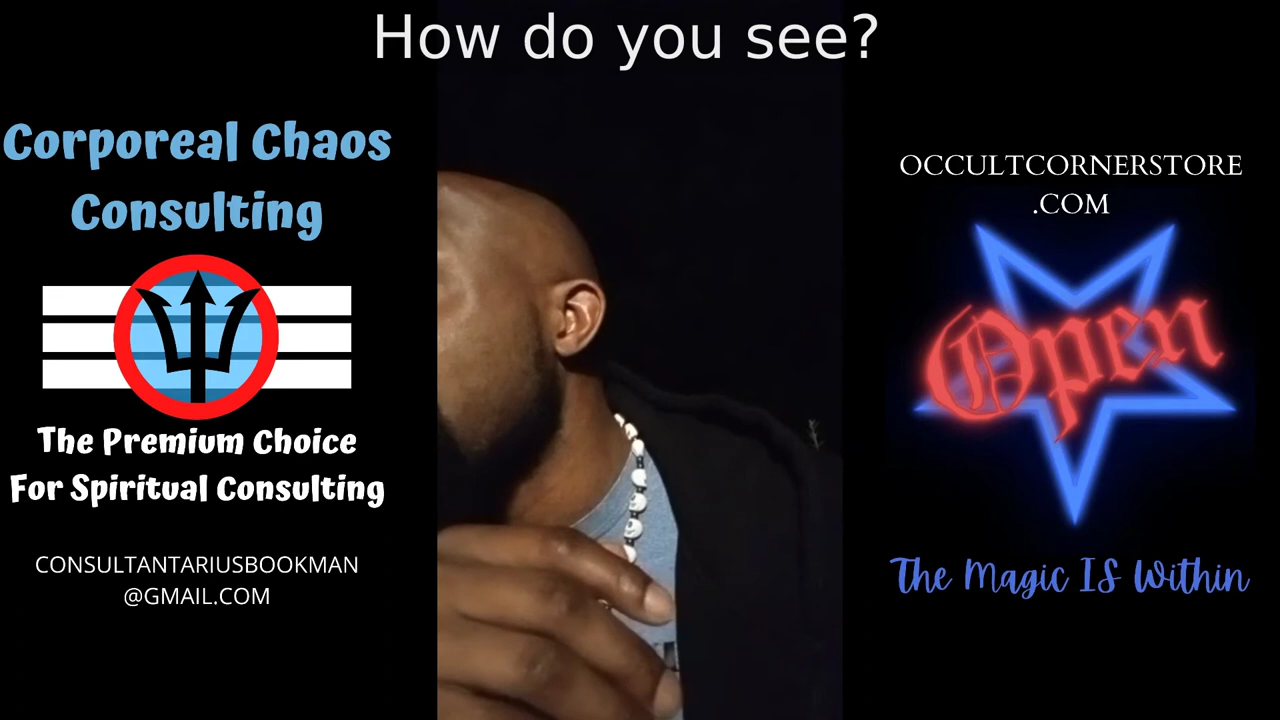 How do you see?
Corporeal Chaos
Consulting
The Premium Choice
For Spiritual Consulting
CONSULTANTARIUSBOOKMAN
@GMAIL.COM
OCCULTCORNERSTORE
.COM
Open
The Magic IS Within